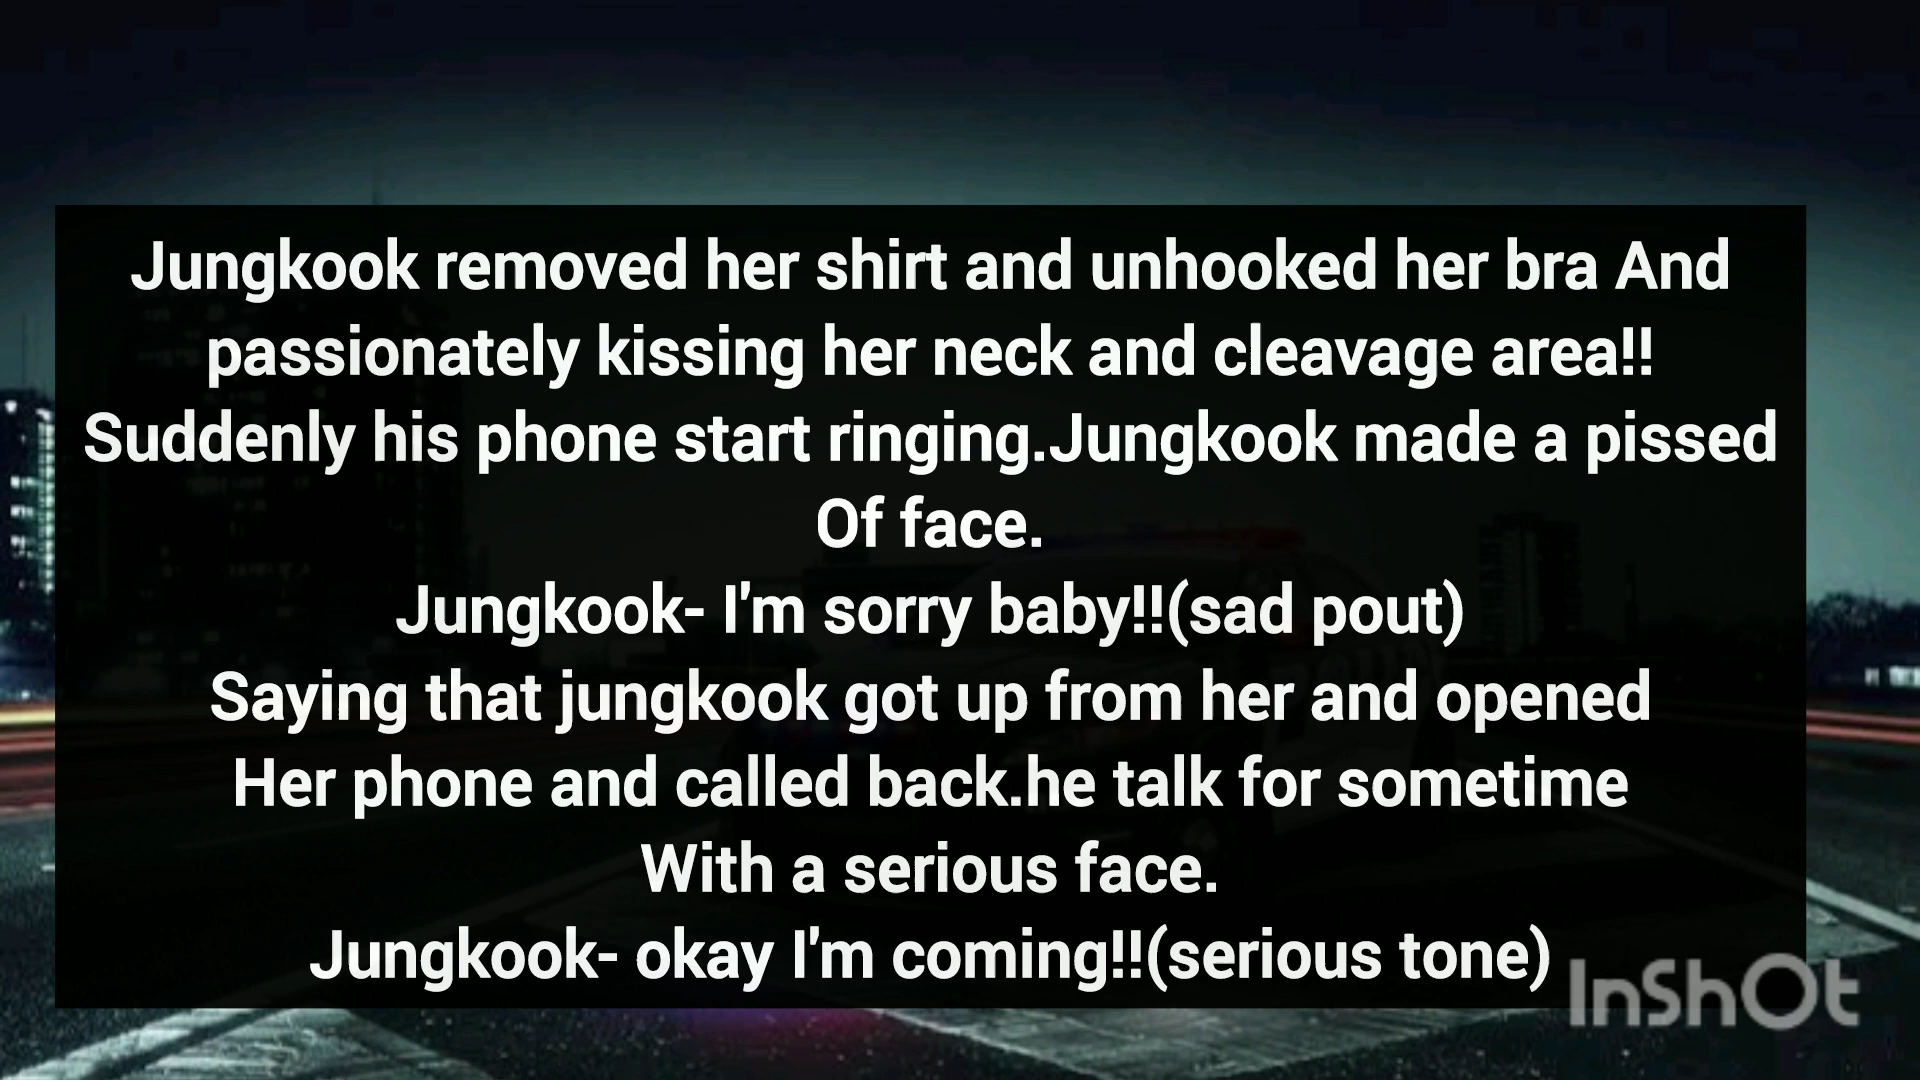 Jungkook removed her shirt and unhooked her bra And
passionately kissing her neck and cleavage area!!
Suddenly his phone start ringing.Jungkook made a pissed
Of face.
Jungkook- I'm sorry baby!!(sad pout)
Saying that jungkook got up from her and opened
Her phone and called back.he talk for sometime
With a serious face.
Jungkook- okay I'm coming!!(serious tone)
InShOt